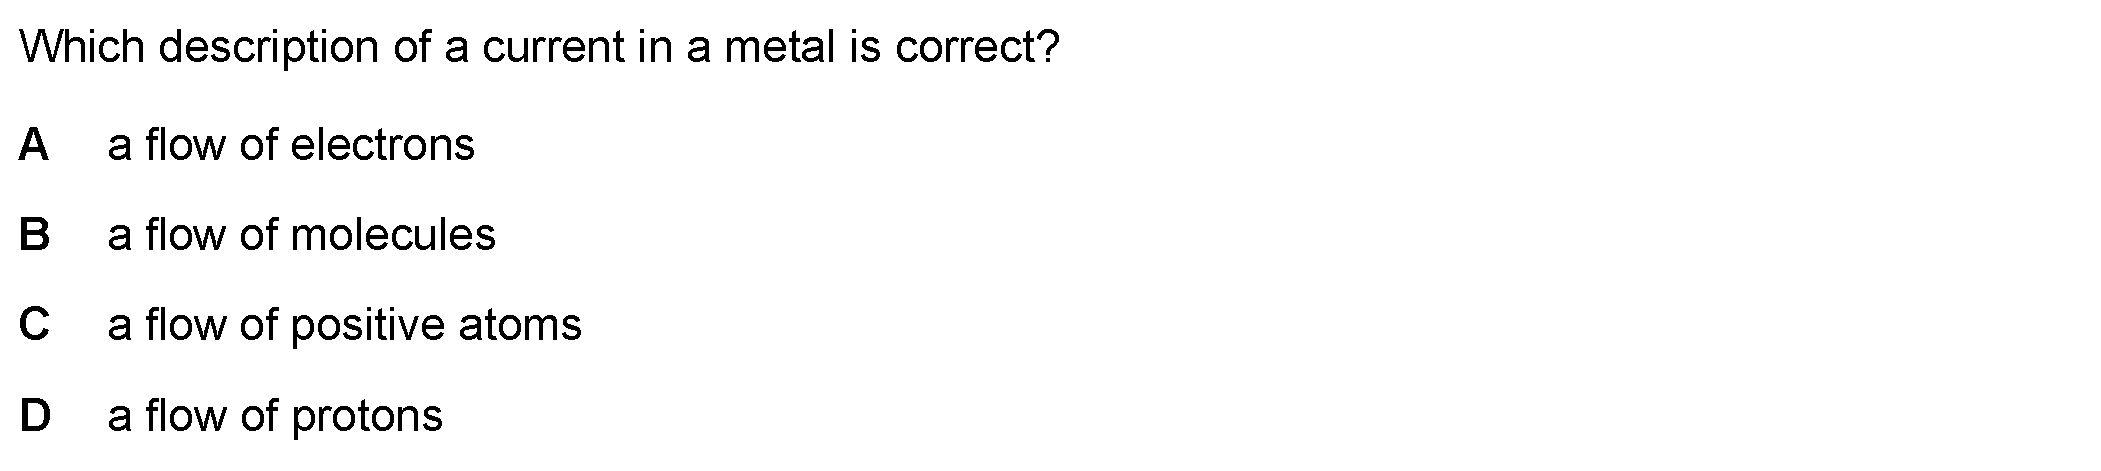 Which description of a current in a metal is correct?
A a flow of electrons
B a flow of molecules
C a flow of positive atoms
D a flow of protons